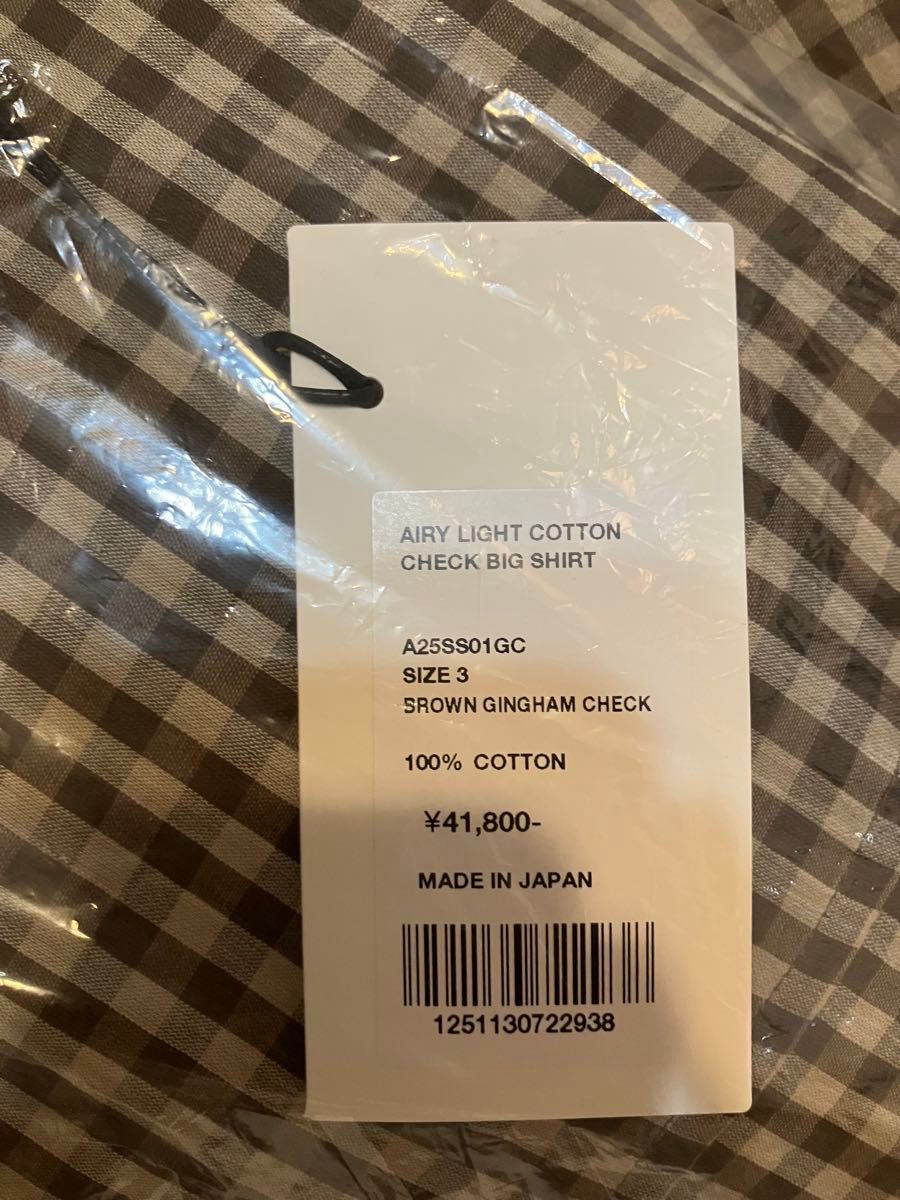 AIRY LIGHT COTTON
CHECK BIG SHIRT
A25SS01GC
SIZE 3
BROWN GINGHAM CHECK
100% COTTON
¥41,800-
MADE IN JAPAN
1251130722938